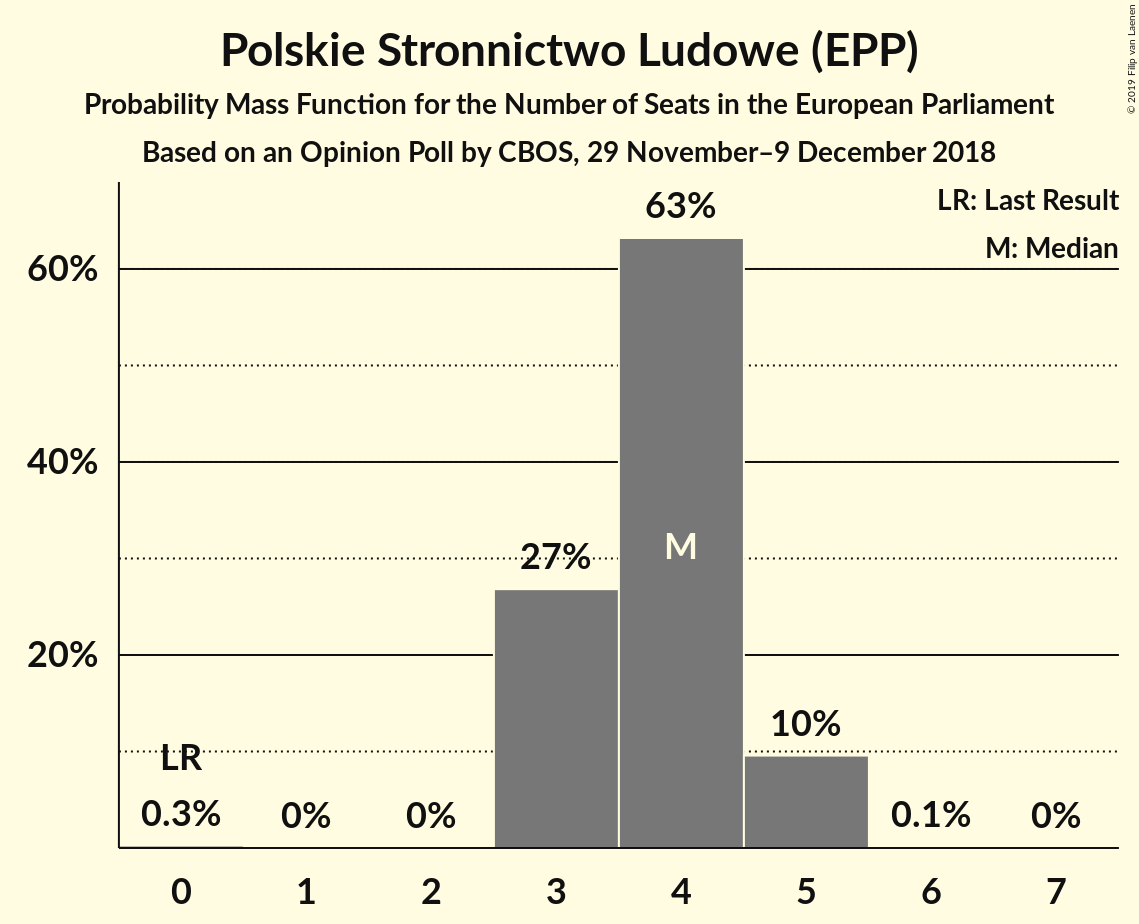 Polskie Stronnictwo Ludowe (EPP)
Probability Mass Function for the Number of Seats in the European Parliament
Based on an Opinion Poll by CBOS, 29 November–9 December 2018
© 2019 Filip van Laenen
LR: Last Result
M: Median
63%
60%
40%
M
27%
20%
10%
LR
0.3%
0%
0%
0.1%
0%
0
1
2
3
4
5
6
7